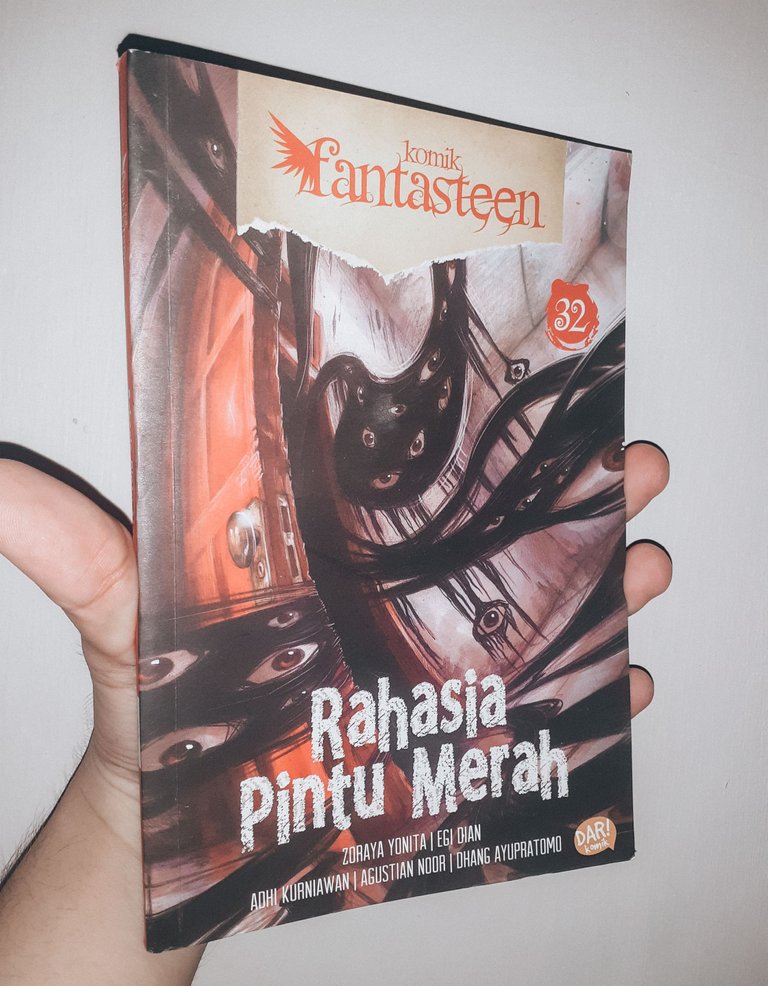 komik
fantasteen
32
Rahasia
Pintu Merah
ZORAYA YONITA | EGI DIAN
ADHI KURNIAWAN | AGUSTIAN NOOR | DHANG AYUPRATOMO
DAR!
komik